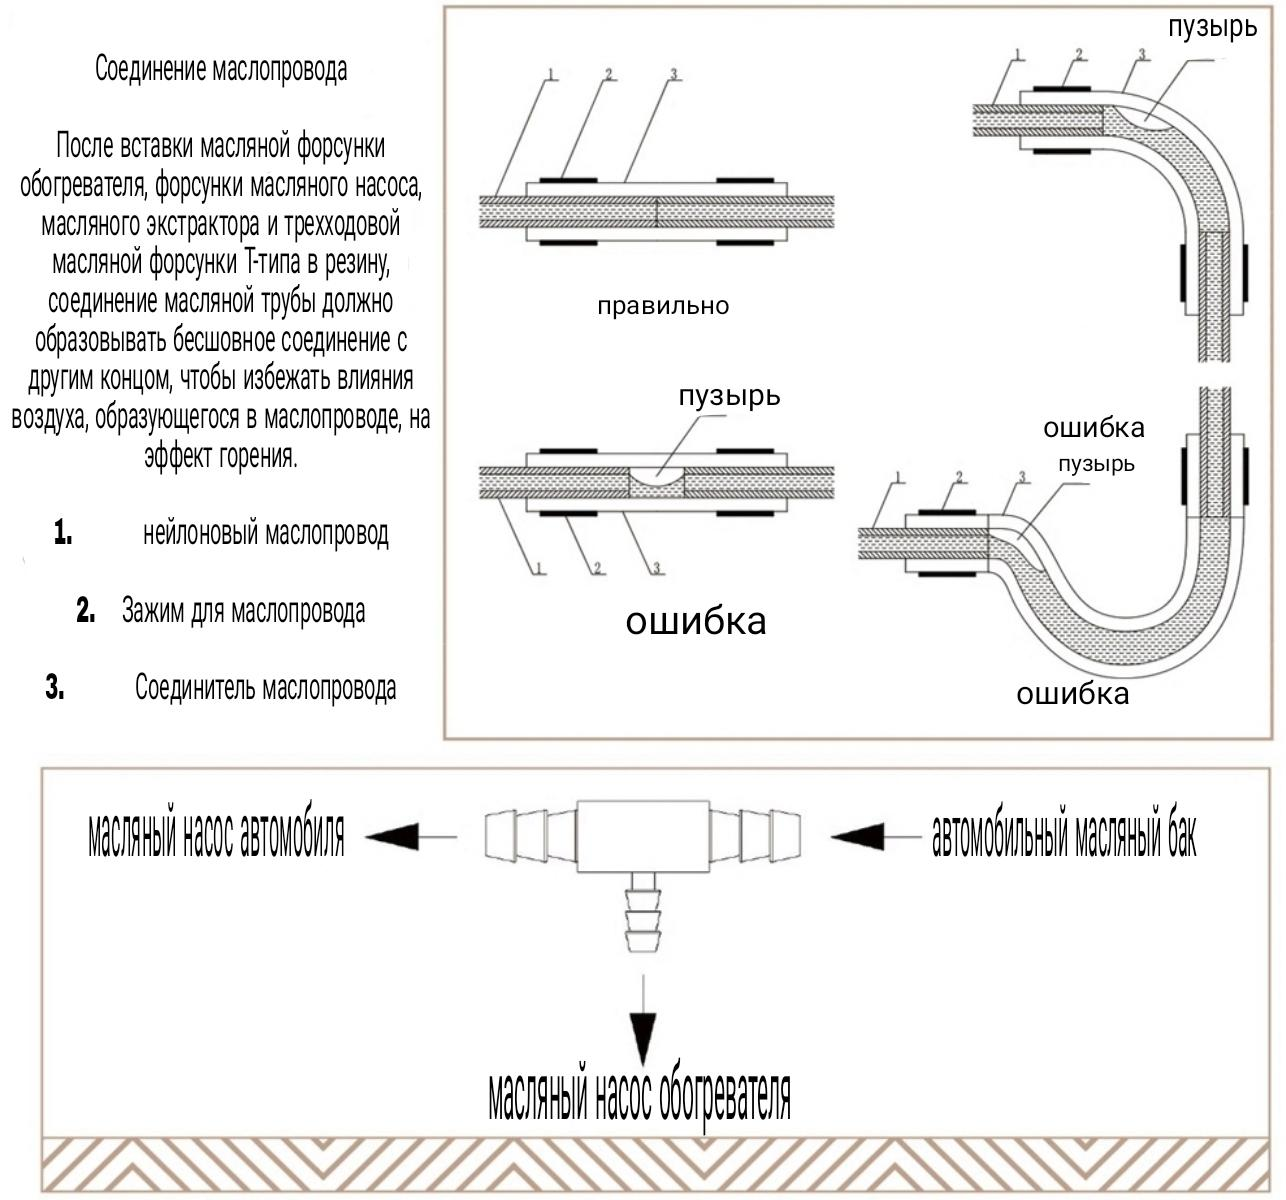 Соединение маслопровода
После вставки масляной форсунки
обогревателя, форсунки масляного насоса,
масляного экстрактора и трехходовой
масляной форсунки Т-типа в резину,
соединение масляной трубы должно
образовывать бесшовное соединение с
другим концом, чтобы избежать влияния
воздуха, образующегося в маслопроводе, на
эффект горения.
1. нейлоновый маслопровод
2. Зажим для маслопровода
3. Соединитель маслопровода
1 2 3
правильно
пузырь
1 2 3
ошибка
пузырь
1 2 3
ошибка
пузырь
1 2 3
ошибка
масляный насос автомобиля
автомобильный масляный бак
масляный насос обогревателя